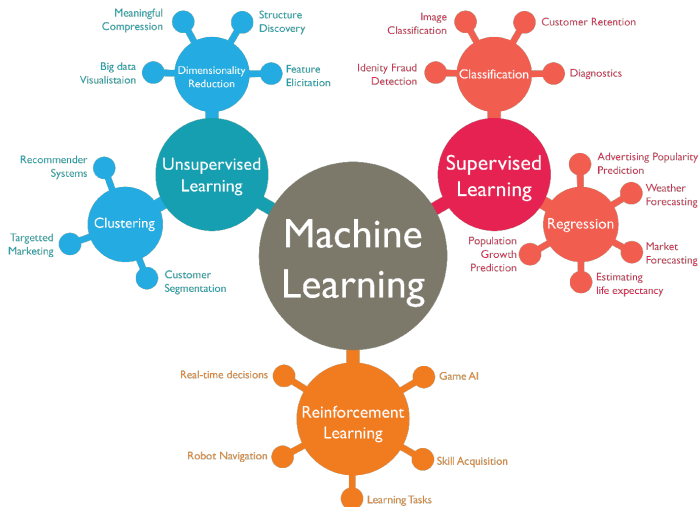 Meaningful
Compression
Structure
Discovery
Big data
Visualistaion
Dimensionality
Reduction
Feature
Elicitation
Unsupervised
Learning
Recommender
Systems
Clustering
Targetted
Marketing
Customer
Segmentation
Machine
Learning
Image
Classification
Customer Retention
Idenity Fraud
Detection
Classification
Diagnostics
Supervised
Learning
Advertising Popularity
Prediction
Weather
Forecasting
Regression
Population
Growth
Prediction
Market
Forecasting
Estimating
life expectancy
Real-time decisions
Game AI
Reinforcement
Learning
Robot Navigation
Skill Acquisition
Learning Tasks